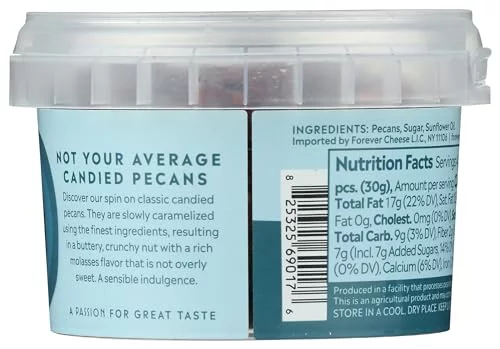 NOT YOUR AVERAGE
CANDIED PECANS
Discover our spin on classic candied
pecans. They are slowly caramelized
using the finest ingredients, resulting
in a buttery, crunchy nut with a rich
molasses flavor that is not overly
sweet. A sensible indulgence.
A PASSION FOR GREAT TASTE
8 25325 69017 6
INGREDIENTS: Pecans, Sugar, Sunflower Oil
Imported by Forever Cheese L.I.C., NY 11106
Nutrition Facts Servings
pcs. (30g), Amount per serving
Total Fat 17g (22% DV), Sat. Fat
Fat 0g, Cholest. 0mg (0% DV),
Total Carb. 9g (3% DV), Fiber
7g (Incl. 7g Added Sugars, 14%
(0% DV), Calcium (6% DV),
Produced in a facility that processes
This is an agricultural product and may
STORE IN A COOL, DRY PLACE. KEEP